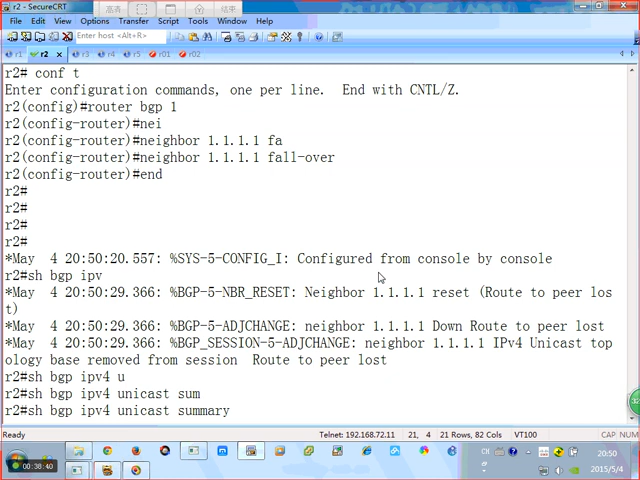 r2 - SecureCRT
File Edit View Options Transfer Script Tools Window Help
Enter host <Alt+R>
r1 r2 r3 r4 r5 r01 r02
r2# conf t
Enter configuration commands, one per line. End with CNTL/Z.
r2(config)#router bgp 1
r2(config-router)#nei
r2(config-router)#neighbor 1.1.1.1 fa
r2(config-router)#neighbor 1.1.1.1 fall-over
r2(config-router)#end
r2#
r2#
r2#
r2#
*May 4 20:50:20.557: %SYS-5-CONFIG_I: Configured from console by console
r2#sh bgp ipv
*May 4 20:50:29.366: %BGP-5-NBR_RESET: Neighbor 1.1.1.1 reset (Route to peer los
t)
*May 4 20:50:29.366: %BGP-5-ADJCHANGE: neighbor 1.1.1.1 Down Route to peer lost
*May 4 20:50:29.366: %BGP_SESSION-5-ADJCHANGE: neighbor 1.1.1.1 IPv4 Unicast top
ology base removed from session Route to peer lost
r2#sh bgp ipv4 u
r2#sh bgp ipv4 unicast sum
r2#sh bgp ipv4 unicast summary
Ready Telnet: 192.168.72.11 21, 4 21 Rows, 82 Cols VT100 CAP NUM
00:38:40 CH 20:50
2015/5/4